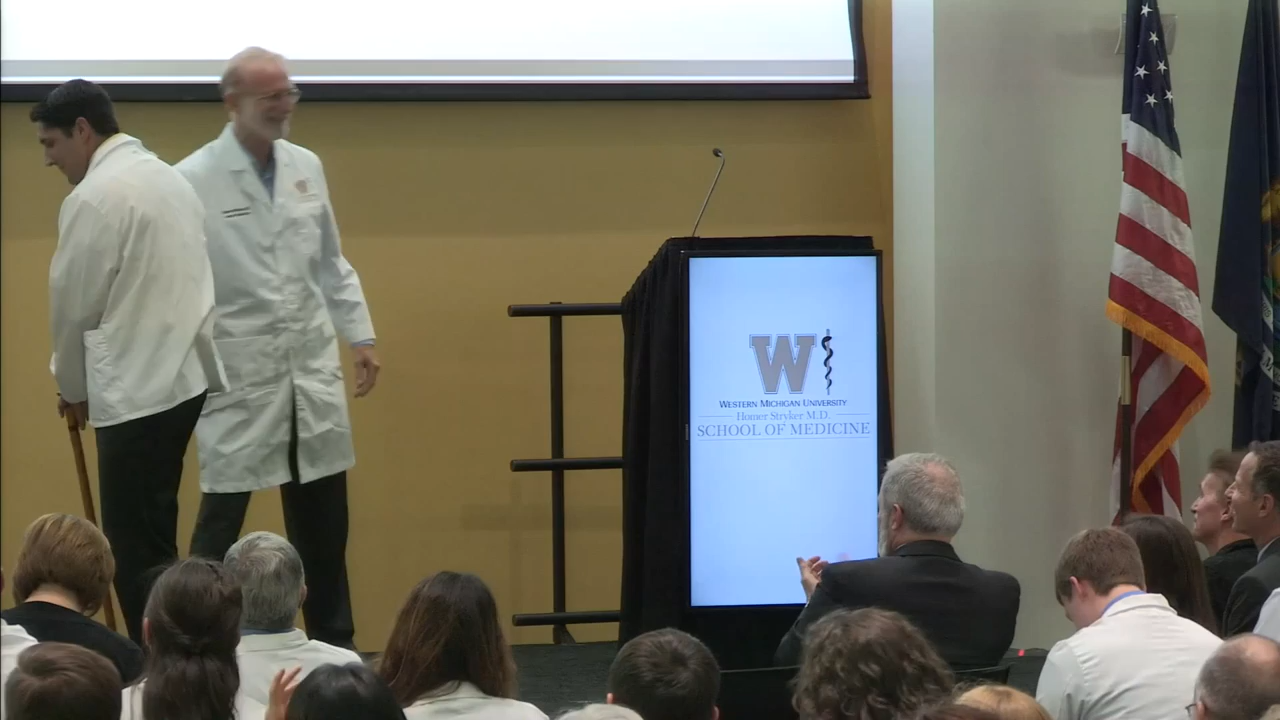 W
WESTERN MICHIGAN UNIVERSITY
Homer Stryker M.D.
SCHOOL OF MEDICINE